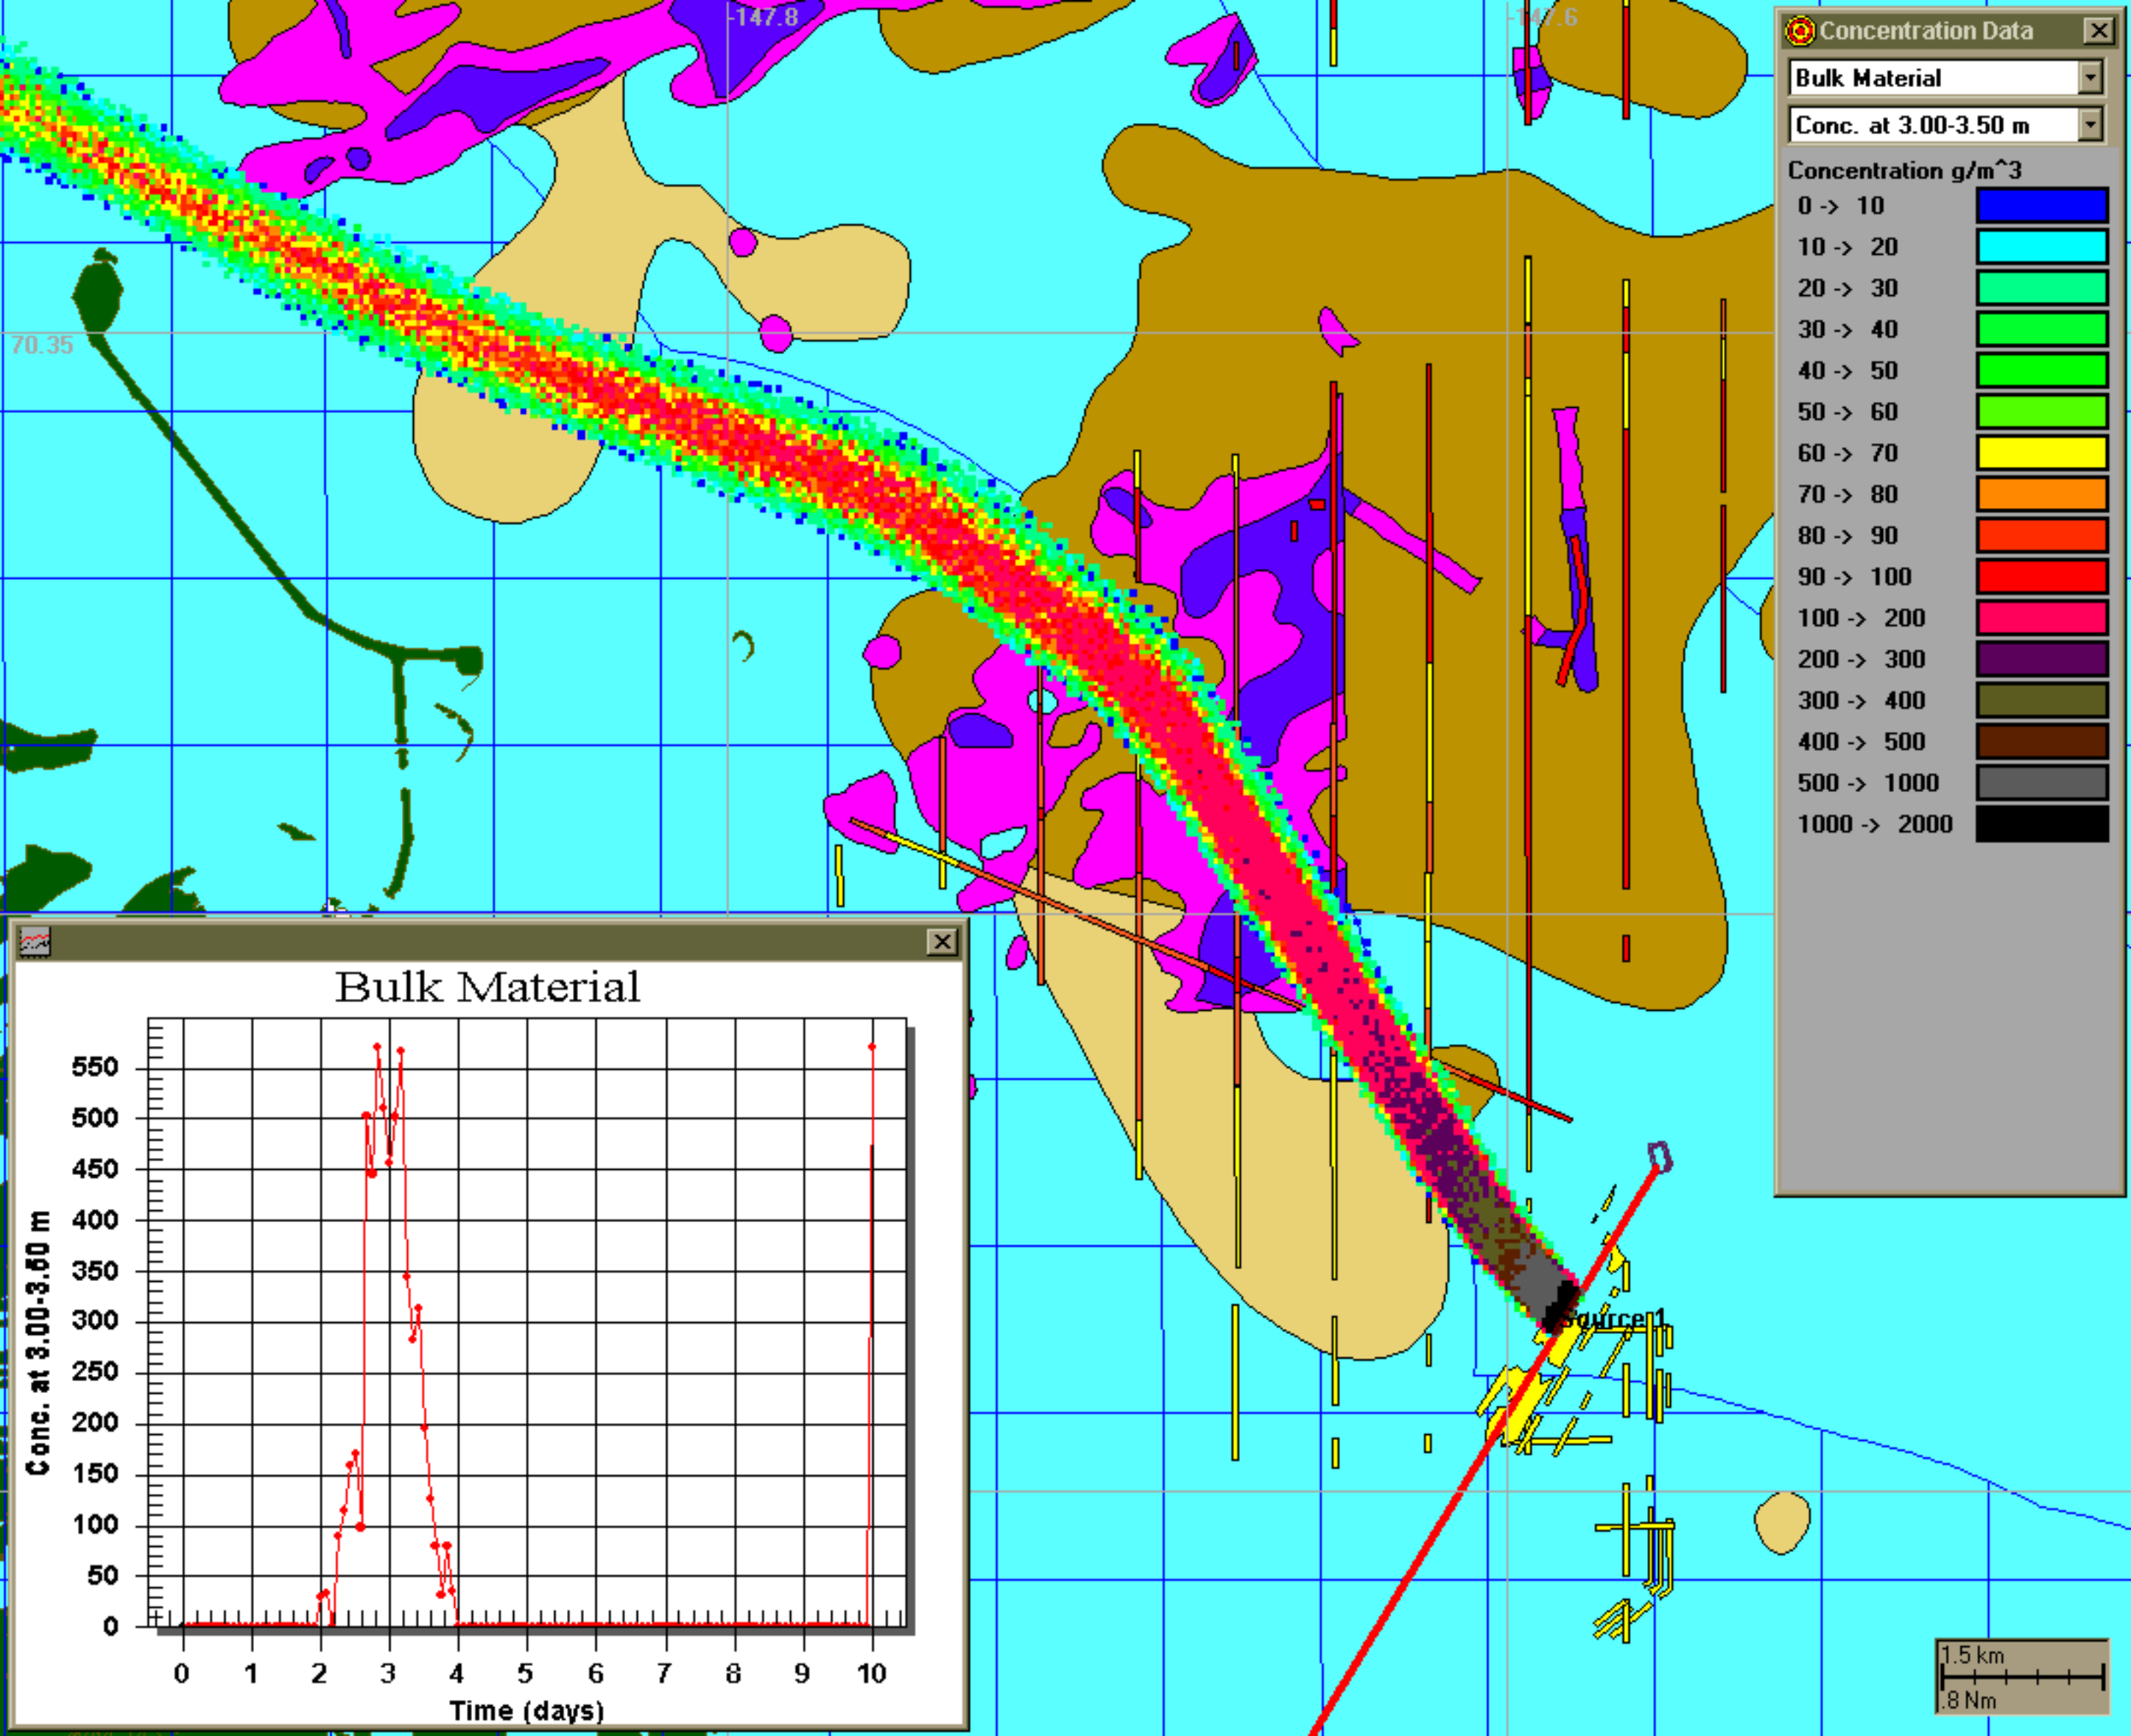 -147.8
-147.6
70.35
Concentration Data
Bulk Material
Conc. at 3.00-3.50 m
Concentration g/m^3
0 -> 10
10 -> 20
20 -> 30
30 -> 40
40 -> 50
50 -> 60
60 -> 70
70 -> 80
80 -> 90
90 -> 100
100 -> 200
200 -> 300
300 -> 400
400 -> 500
500 -> 1000
1000 -> 2000
Source 1
Bulk Material
Conc. at 3.00-3.50 m
550
500
450
400
350
300
250
200
150
100
50
0
0 1 2 3 4 5 6 7 8 9 10
Time (days)
1.5 km
.8 Nm